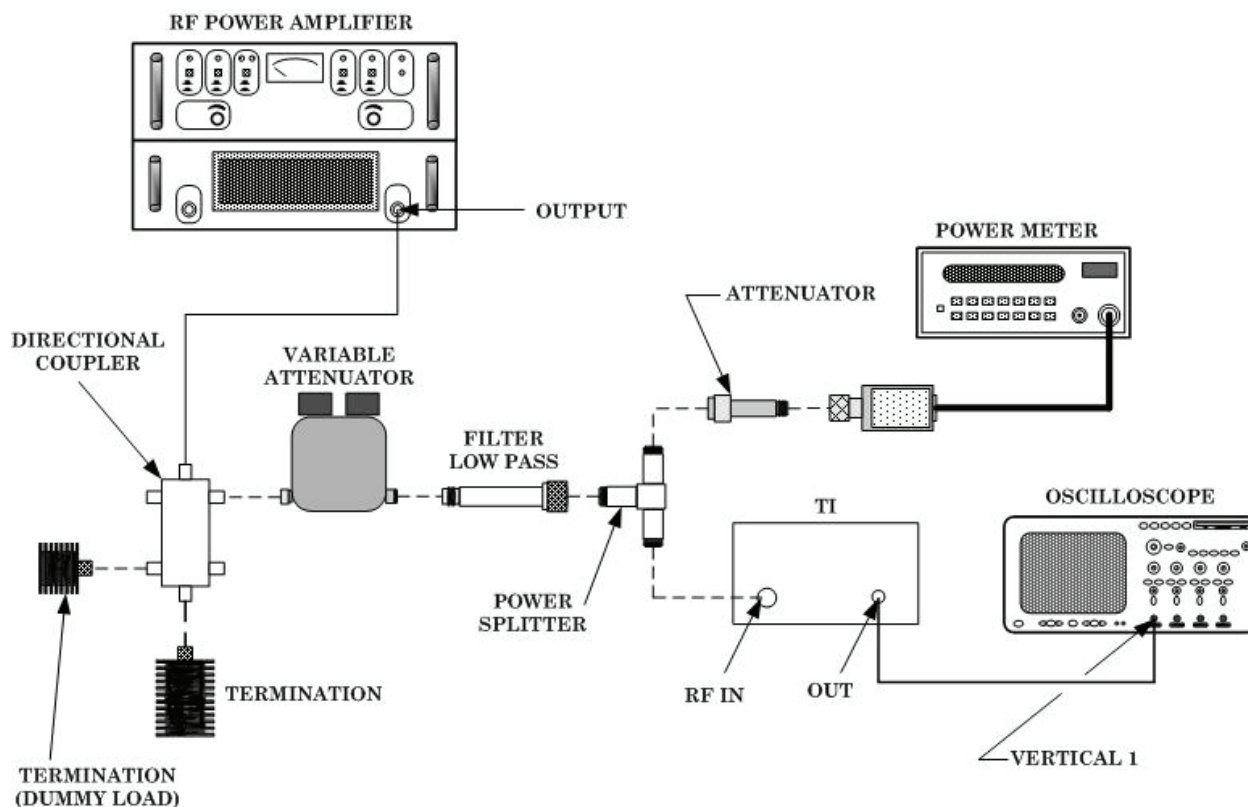 RF POWER AMPLIFIER
OUTPUT
POWER METER
ATTENUATOR
DIRECTIONAL
COUPLER
VARIABLE
ATTENUATOR
FILTER
LOW PASS
TI
OSCILLOSCOPE
POWER
SPLITTER
RF IN
OUT
TERMINATION
VERTICAL 1
TERMINATION
(DUMMY LOAD)